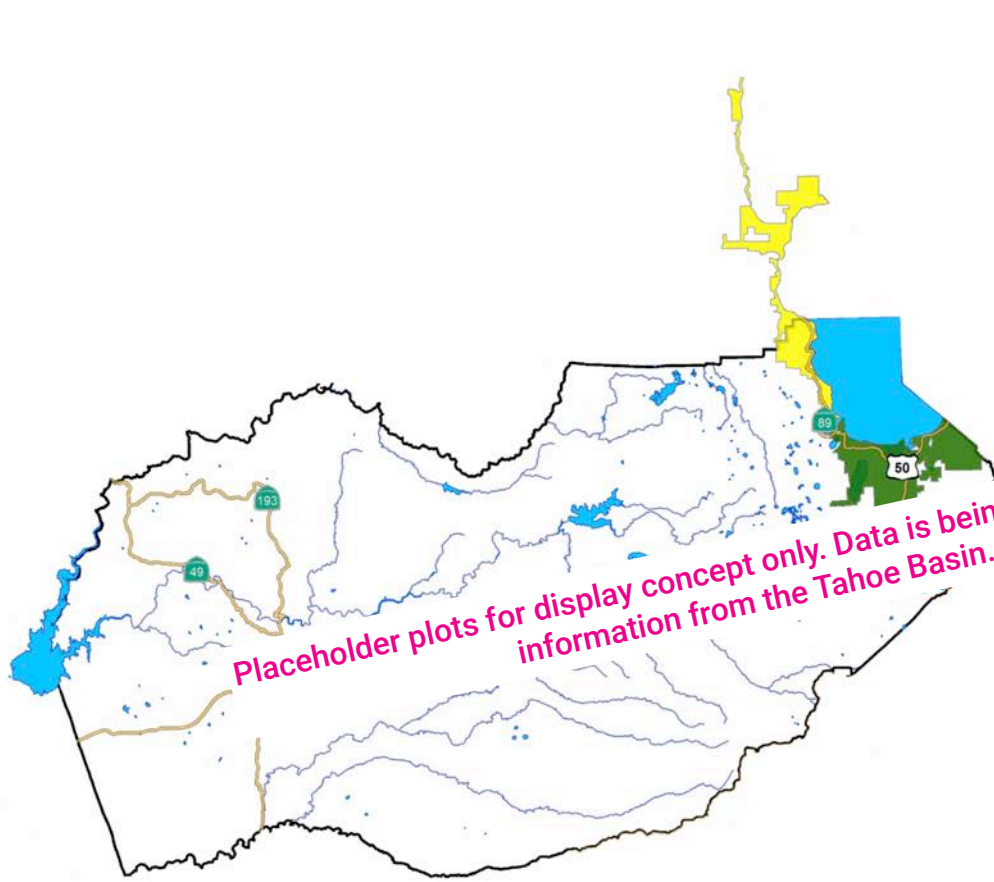 89
50
193
49
Placeholder plots for display concept only. Data is bein
information from the Tahoe Basin.